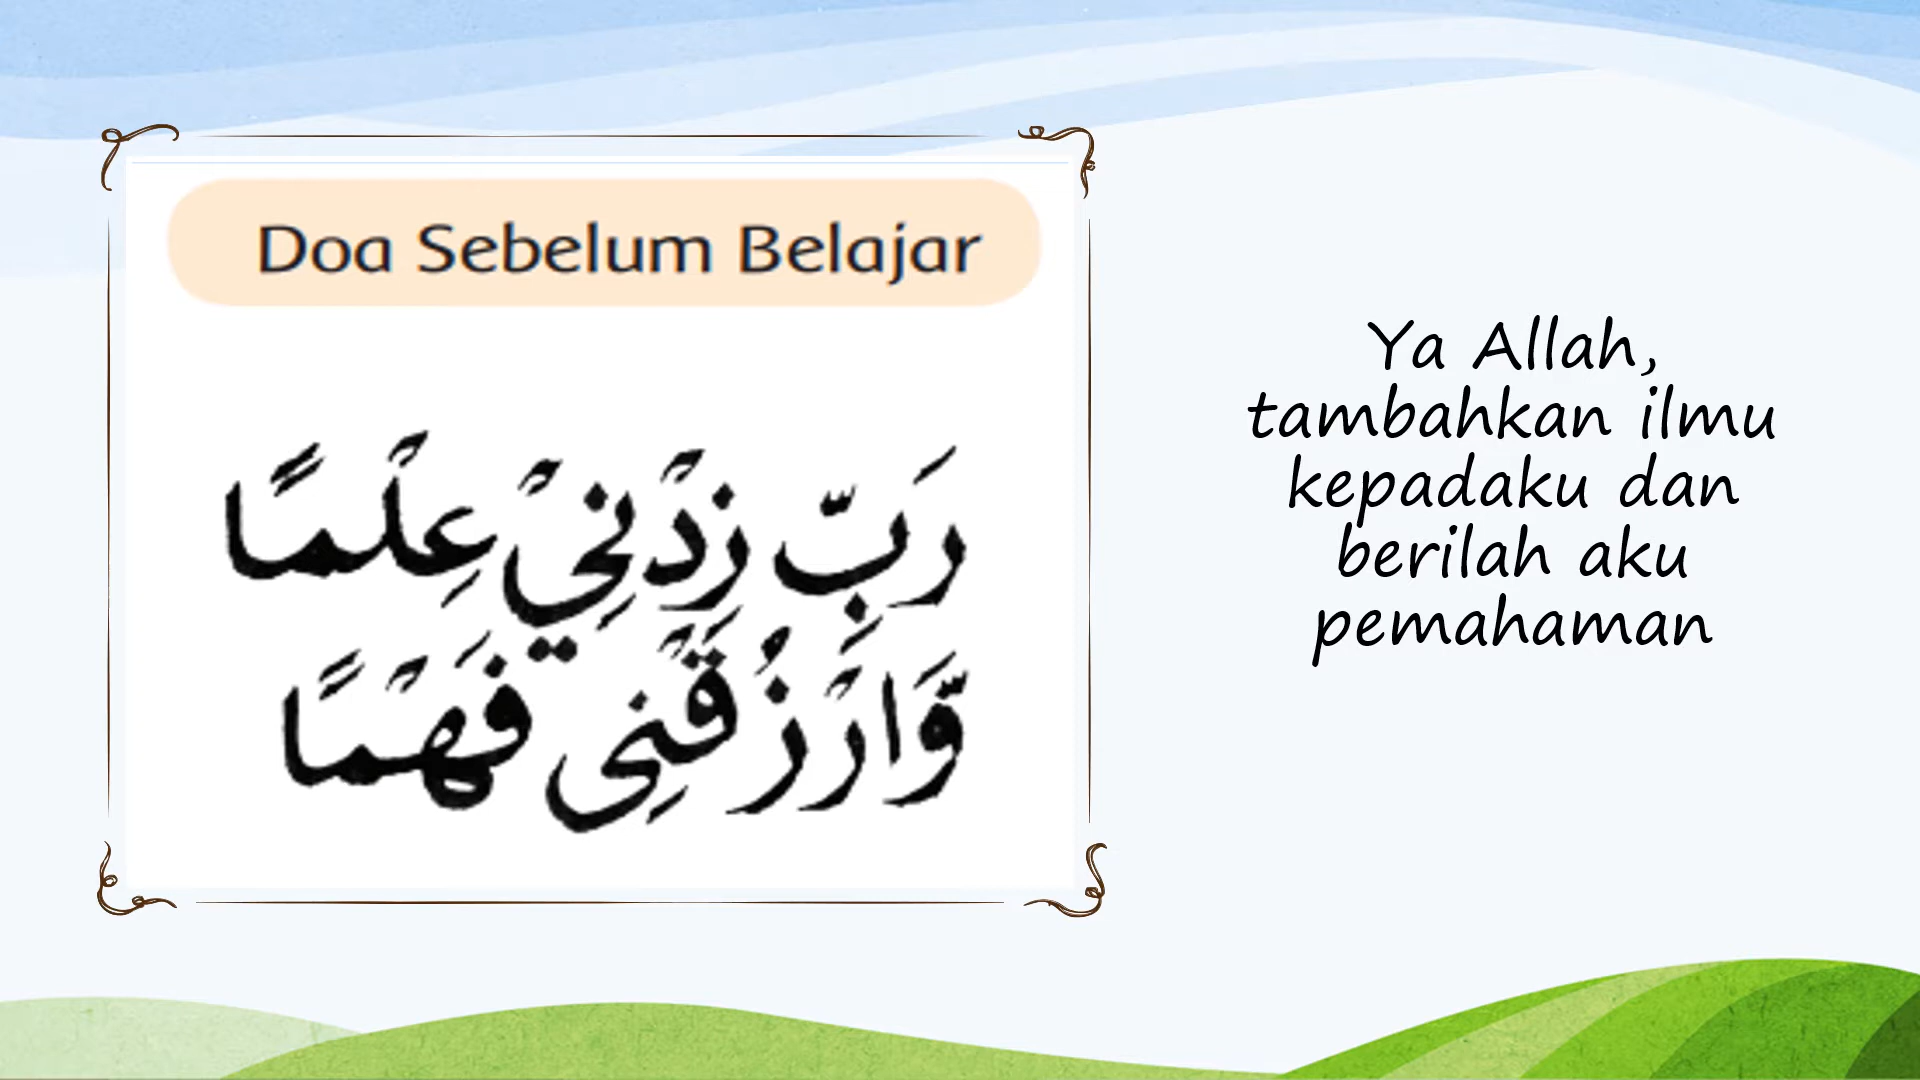 Doa Sebelum Belajar
رَبِّ زِدْنِيْ عِلْمًا
وَّارْزُقْنِى فَهْمًا
Ya Allah,
tambahkan ilmu
kepadaku dan
berilah aku
pemahaman